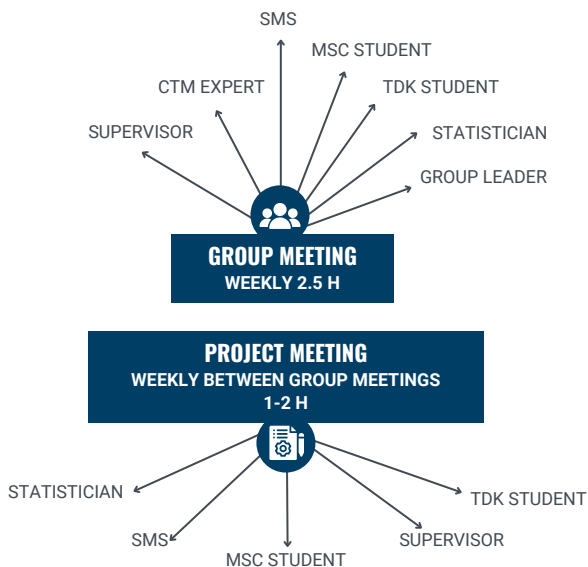 SMS
MSC STUDENT
CTM EXPERT
TDK STUDENT
SUPERVISOR
STATISTICIAN
GROUP LEADER
GROUP MEETING
WEEKLY 2.5 H
PROJECT MEETING
WEEKLY BETWEEN GROUP MEETINGS
1-2 H
STATISTICIAN
TDK STUDENT
SMS
SUPERVISOR
MSC STUDENT